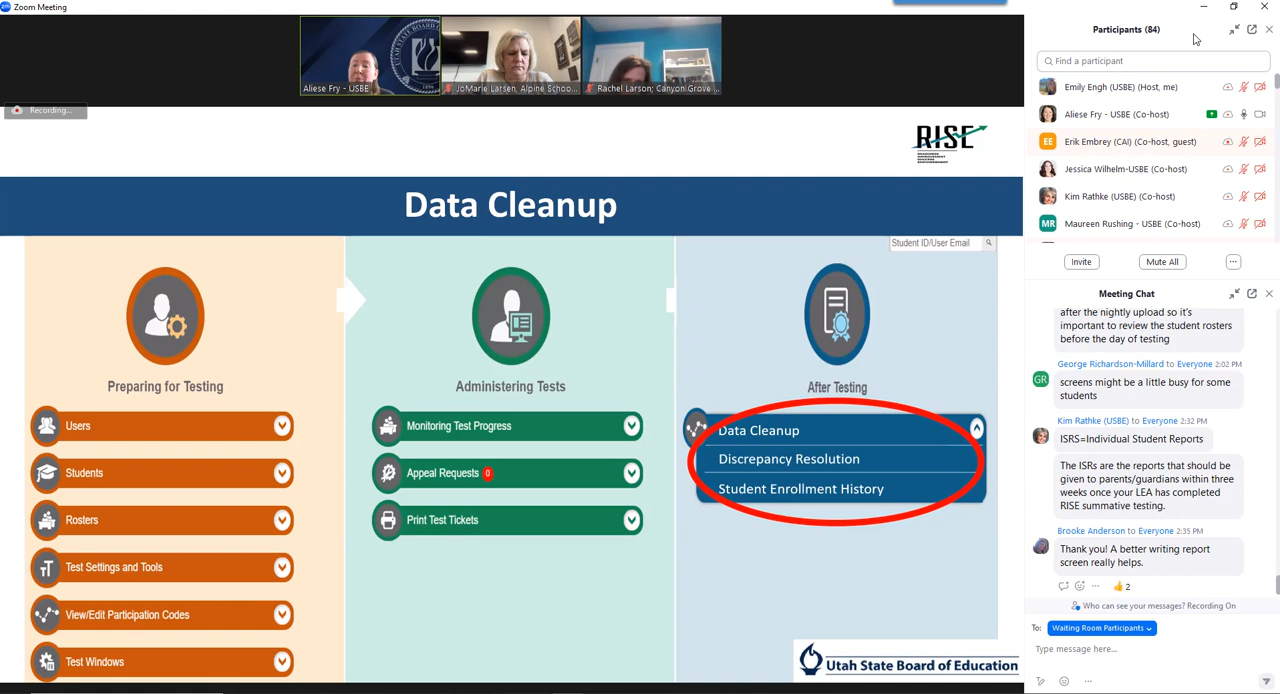 Zoom Meeting
Aliese Fry - USBE
JoMarie Larsen, Alpine Schoo...
Rachel Larson; Canyon Grove ...
Recording...
RISE
Data Cleanup
Student ID/User Email
Preparing for Testing
Users
Students
Rosters
Test Settings and Tools
View/Edit Participation Codes
Test Windows
Administering Tests
Monitoring Test Progress
Appeal Requests 0
Print Test Tickets
After Testing
Data Cleanup
Discrepancy Resolution
Student Enrollment History
Utah State Board of Education
Participants (84)
Find a participant
Emily Engh (USBE) (Host, me)
Aliese Fry - USBE (Co-host)
EE
Erik Embrey (CAI) (Co-host, guest)
Jessica Wilhelm-USBE (Co-host)
Kim Rathke (USBE) (Co-host)
MR
Maureen Rushing - USBE (Co-host)
Invite
Mute All
...
Meeting Chat
after the nightly upload so it's
important to review the student rosters
before the day of testing
George Richardson-Millard to Everyone 2:02 PM
GR
screens might be a little busy for some
students
Kim Rathke (USBE) to Everyone 2:32 PM
ISRS=Individual Student Reports
The ISRs are the reports that should be
given to parents/guardians within three
weeks once your LEA has completed
RISE summative testing.
Brooke Anderson to Everyone 2:35 PM
Thank you! A better writing report
screen really helps.
2
Who can see your messages? Recording On
To: Waiting Room Participants
Type message here...